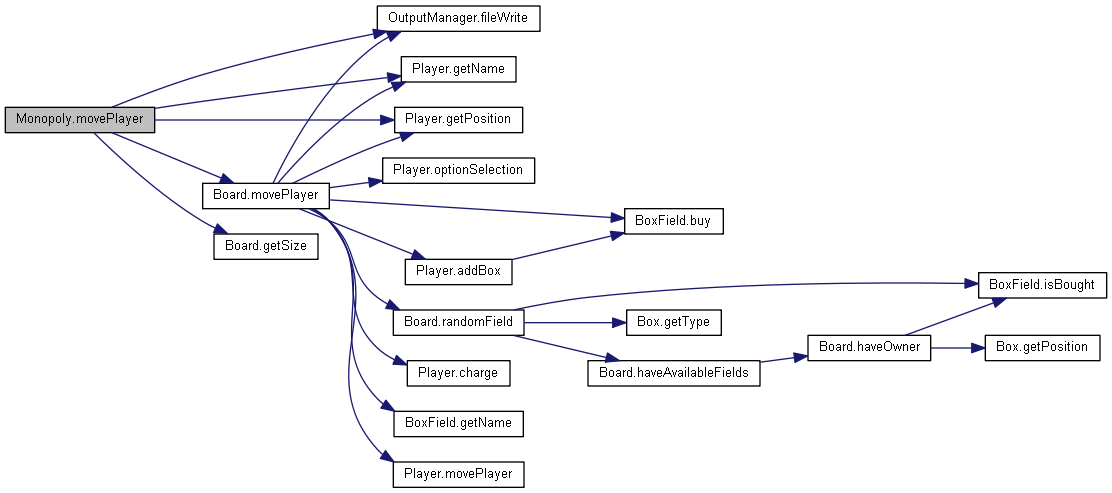 OutputManager.fileWrite
Player.getName
Monopoly.movePlayer
Player.getPosition
Player.optionSelection
Board.movePlayer
BoxField.buy
Board.getSize
Player.addBox
BoxField.isBought
Board.randomField
Box.getType
Board.haveOwner
Box.getPosition
Player.charge
Board.haveAvailableFields
BoxField.getName
Player.movePlayer